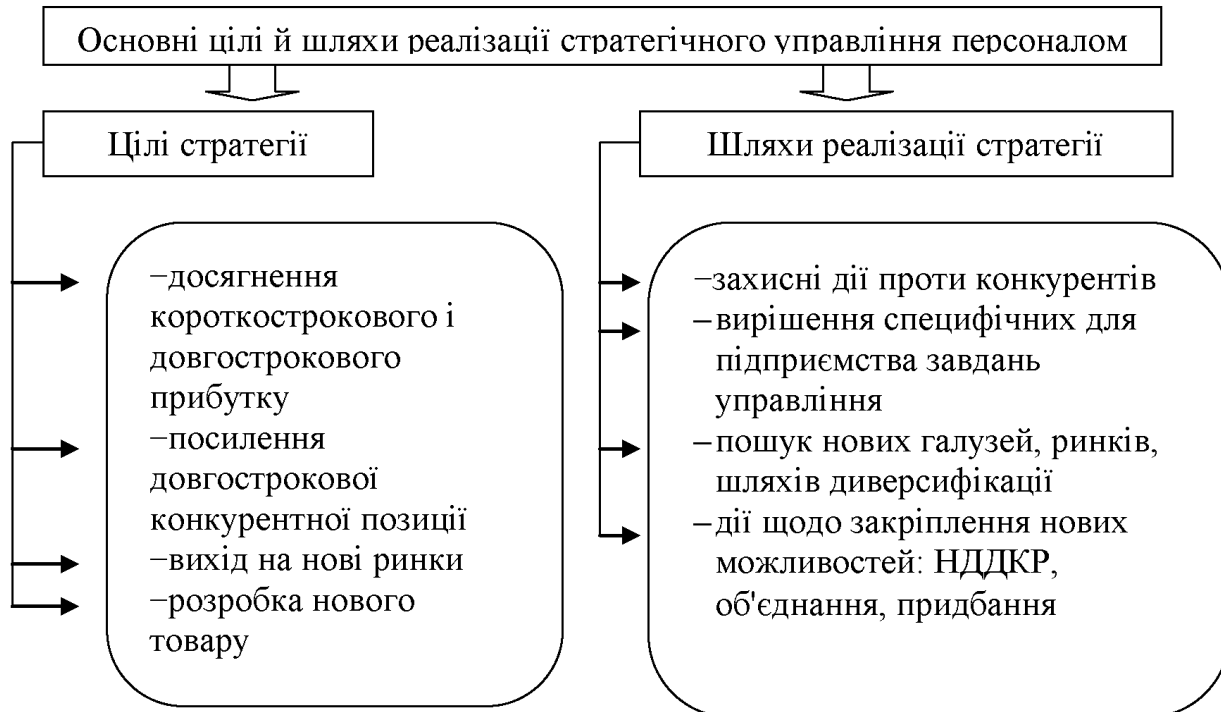 Основні цілі й шляхи реалізації стратегічного управління персоналом
Цілі стратегії
−досягнення
короткострокового і
довгострокового
прибутку
−посилення
довгострокової
конкурентної позиції
−вихід на нові ринки
−розробка нового
товару
Шляхи реалізації стратегії
−захисні дії проти конкурентів
−вирішення специфічних для
підприємства завдань
управління
−пошук нових галузей, ринків,
шляхів диверсифікації
−дії щодо закріплення нових
можливостей: НДДКР,
об'єднання, придбання